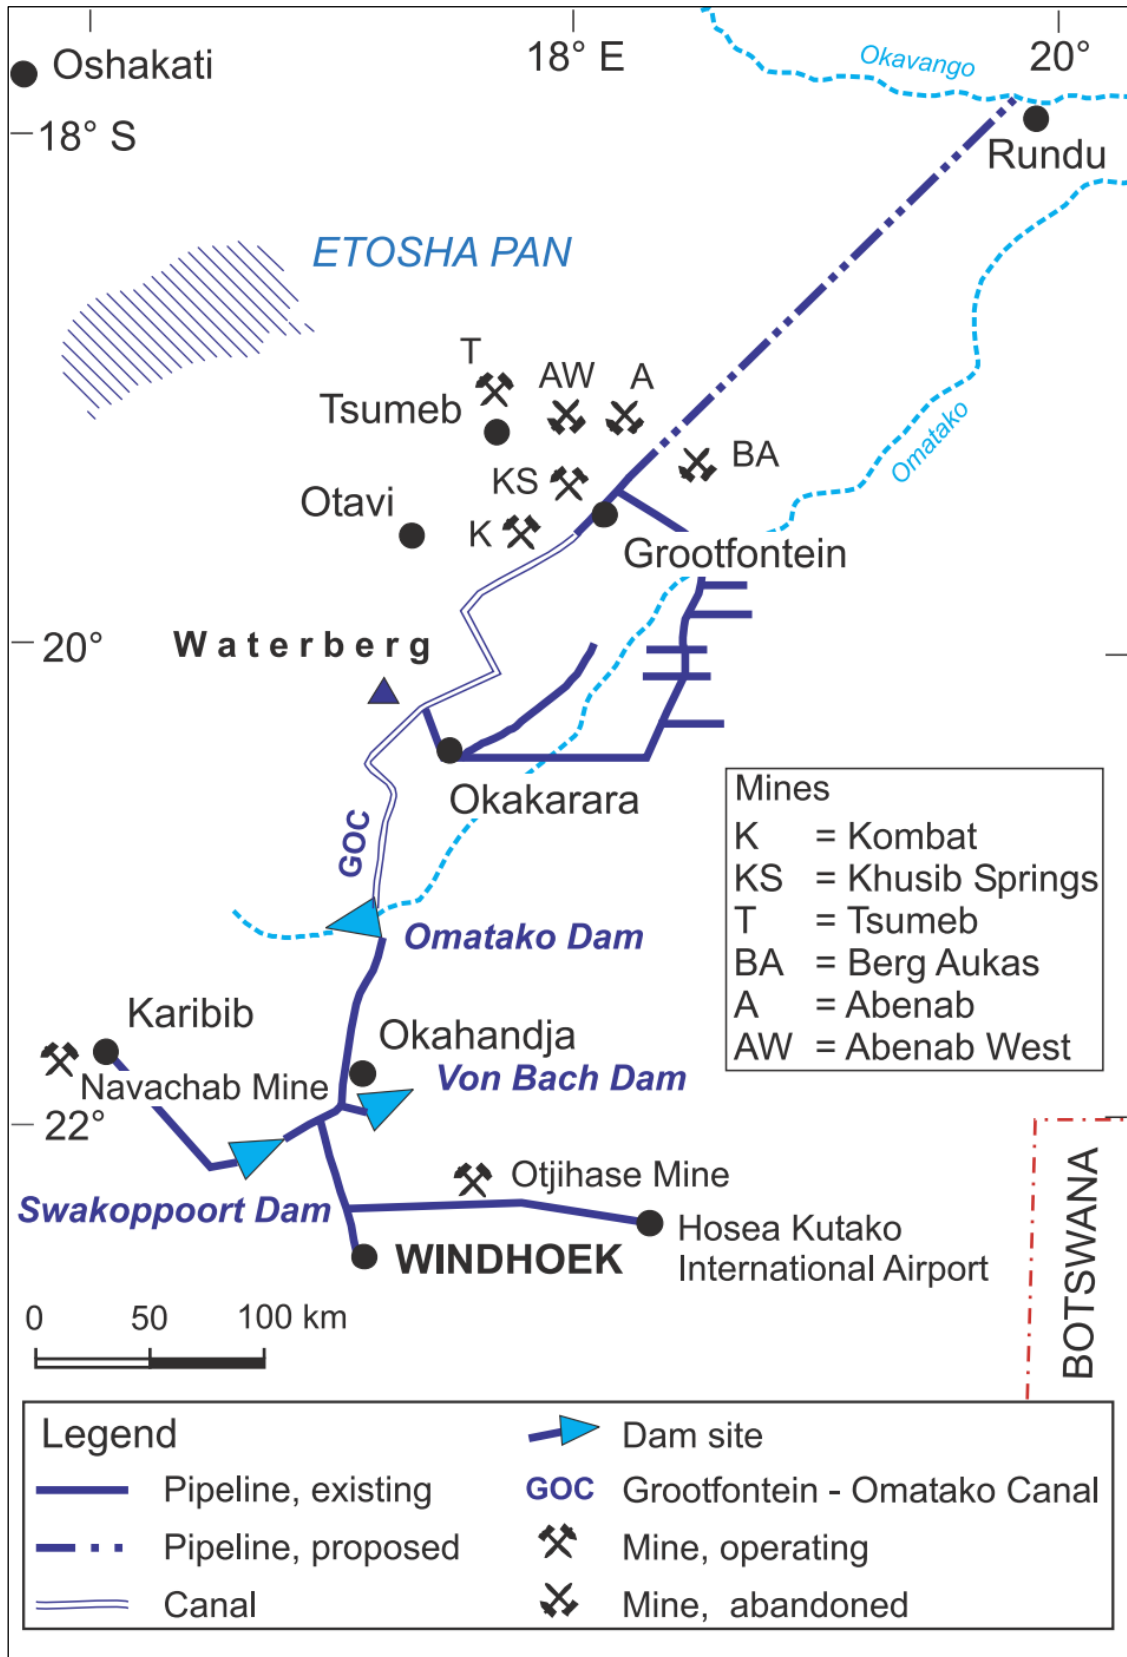 18° E
20°
Okavango
Oshakati
18° S
Rundu
ETOSHA PAN
T
AW
A
Tsumeb
Omatako
BA
KS
Otavi
K
Grootfontein
Waterberg
20°
Okakarara
GOC
Mines
K = Kombat
KS = Khusib Springs
T = Tsumeb
BA = Berg Aukas
A = Abenab
AW = Abenab West
Omatako Dam
Karibib
Okahandja
Navachab Mine
Von Bach Dam
22°
Otjihase Mine
Swakoppoort Dam
Hosea Kutako
International Airport
WINDHOEK
BOTSWANA
0 50 100 km
Legend
Pipeline, existing
Pipeline, proposed
Canal
Dam site
GOC Grootfontein - Omatako Canal
Mine, operating
Mine, abandoned